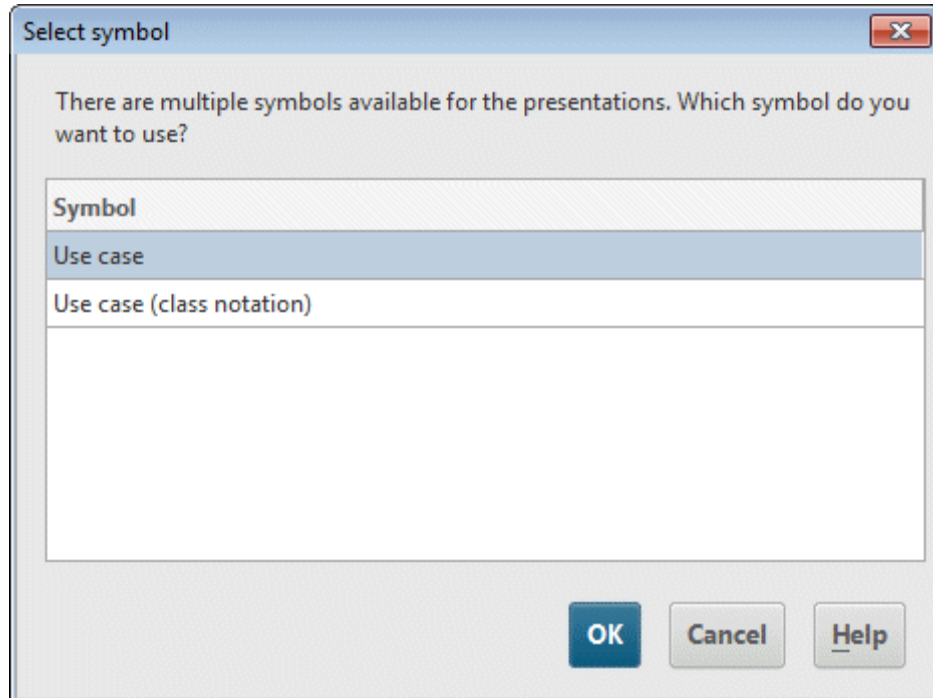 Select symbol
There are multiple symbols available for the presentations. Which symbol do you
want to use?
Symbol
Use case
Use case (class notation)
OK Cancel Help